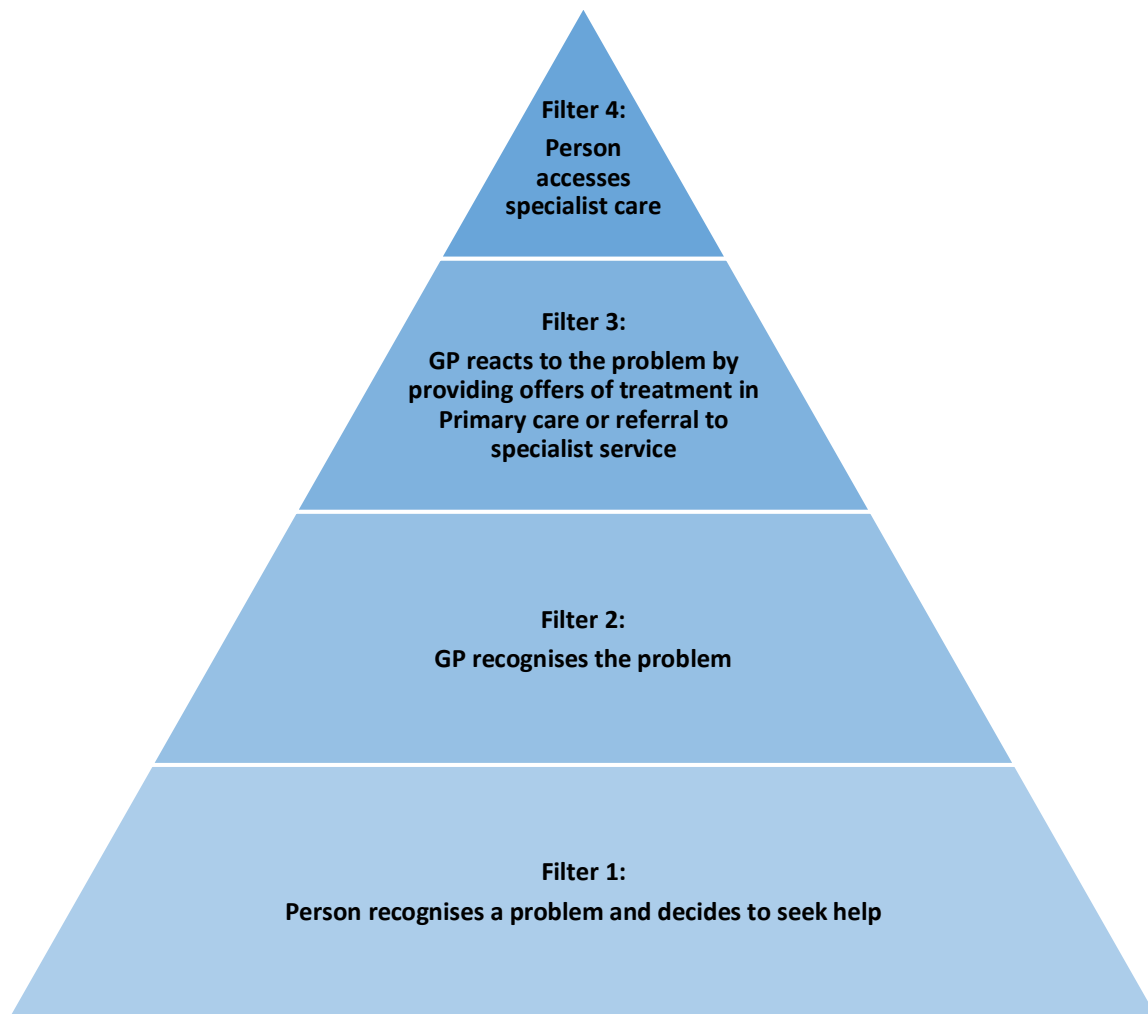 Filter 4:
Person
accesses
specialist care
Filter 3:
GP reacts to the problem by
providing offers of treatment in
Primary care or referral to
specialist service
Filter 2:
GP recognises the problem
Filter 1:
Person recognises a problem and decides to seek help